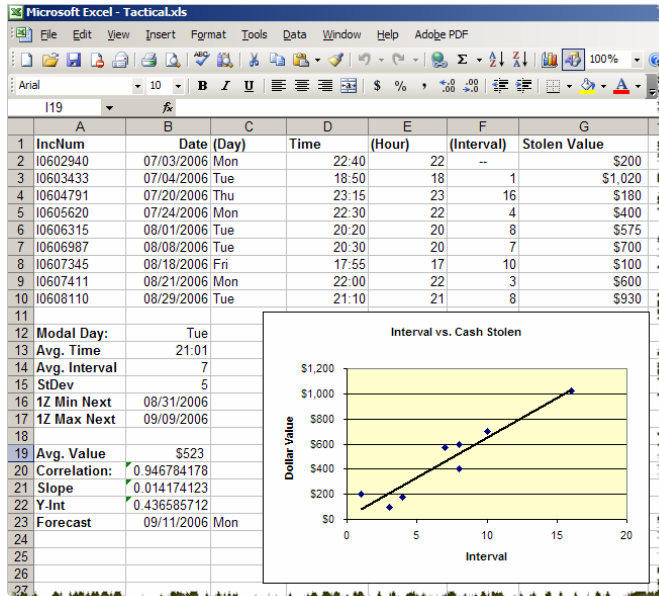 Microsoft Excel - Tactical.xls
File Edit View Insert Format Tools Data Window Help Adobe PDF
100%
Arial 10 B I U $ % ,
I19 fx
A B C D E F G
1 IncNum Date (Day) Time (Hour) (Interval) Stolen Value
2 I0602940 07/03/2006 Mon 22:40 22 -- $200
3 I0603433 07/04/2006 Tue 18:50 18 1 $1,020
4 I0604791 07/20/2006 Thu 23:15 23 16 $180
5 I0605620 07/24/2006 Mon 22:30 22 4 $400
6 I0606315 08/01/2006 Tue 20:20 20 8 $575
7 I0606987 08/08/2006 Tue 20:30 20 7 $700
8 I0607345 08/18/2006 Fri 17:55 17 10 $100
9 I0607411 08/21/2006 Mon 22:00 22 3 $600
10 I0608110 08/29/2006 Tue 21:10 21 8 $930
11
12 Modal Day: Tue
13 Avg. Time 21:01
14 Avg. Interval 7
15 StDev 5
16 1Z Min Next 08/31/2006
17 1Z Max Next 09/09/2006
18
19 Avg. Value $523
20 Correlation: 0.946784178
21 Slope 0.014174123
22 Y-Int 0.436585712
23 Forecast 09/11/2006 Mon
24
25
26
27
Interval vs. Cash Stolen
Dollar Value
$1,200
$1,000
$800
$600
$400
$200
$0
0 5 10 15 20
Interval